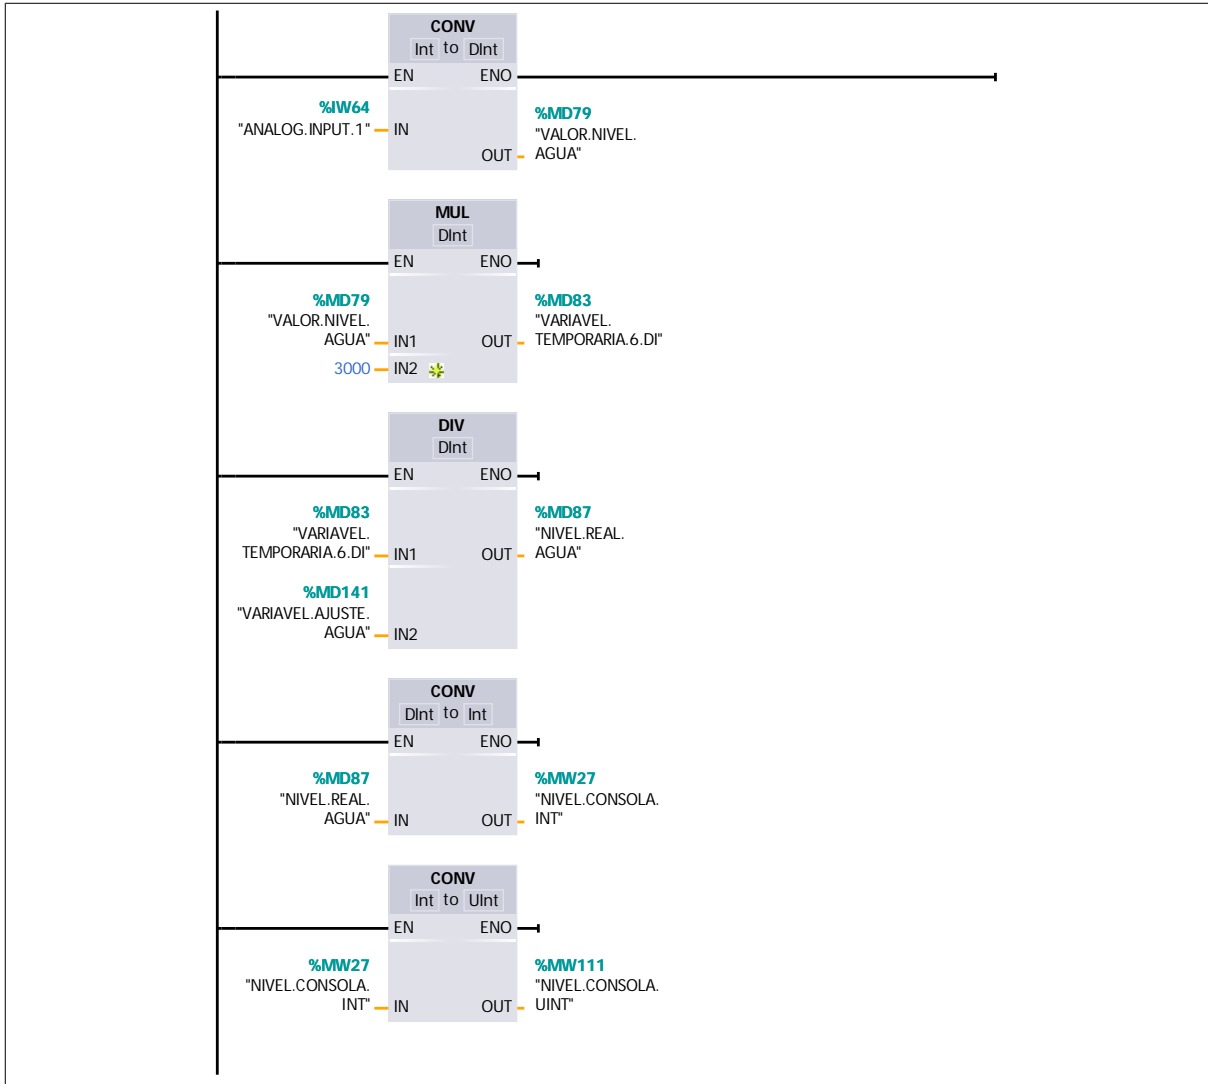 CONV
Int to DInt
EN ENO
%IW64
"ANALOG.INPUT.1" IN
%MD79
"VALOR.NIVEL.
OUT AGUA"
MUL
DInt
EN ENO
%MD79 %MD83
"VALOR.NIVEL. "VARIAVEL.
AGUA" IN1 OUT TEMPORARIA.6.DI"
3000 IN2
DIV
DInt
EN ENO
%MD83 %MD87
"VARIAVEL. "NIVEL.REAL.
TEMPORARIA.6.DI" IN1 OUT AGUA"
%MD141
"VARIAVEL.AJUSTE.
AGUA" IN2
CONV
DInt to Int
EN ENO
%MD87 %MW27
"NIVEL.REAL. "NIVEL.CONSOLA.
AGUA" IN OUT INT"
CONV
Int to UInt
EN ENO
%MW27 %MW111
"NIVEL.CONSOLA. "NIVEL.CONSOLA.
INT" IN OUT UINT"